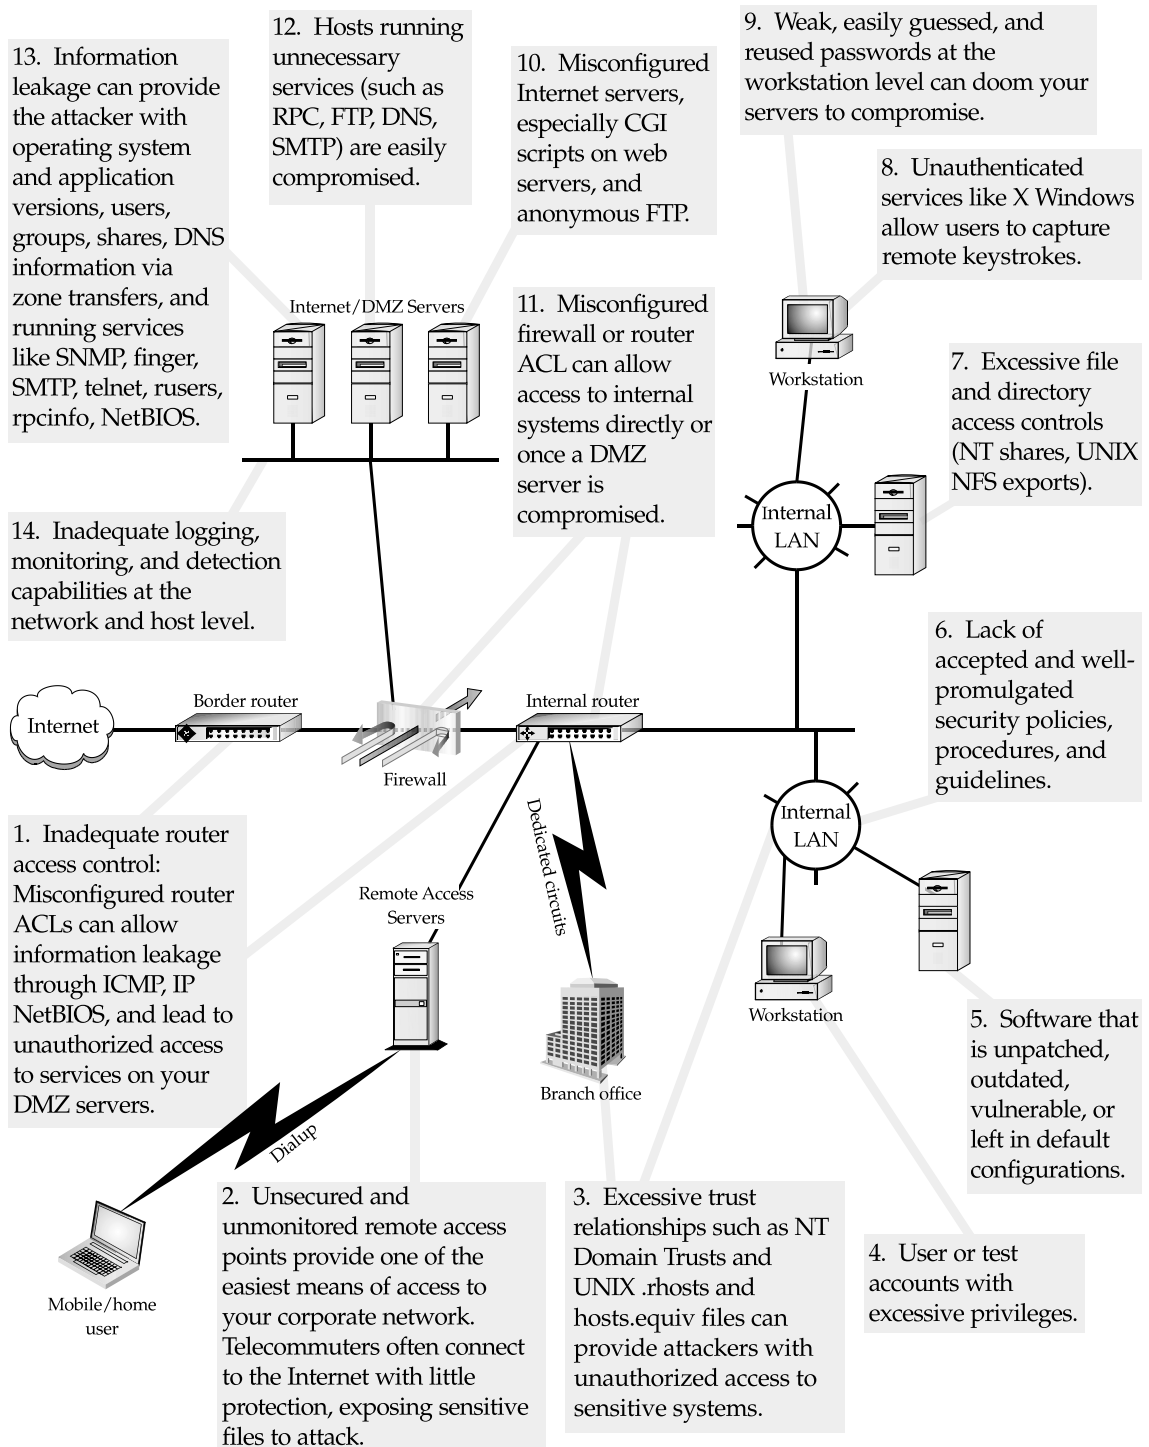 12. Hosts running
unnecessary
services (such as
RPC, FTP, DNS,
SMTP) are easily
compromised.
9. Weak, easily guessed, and
reused passwords at the
workstation level can doom your
servers to compromise.
13. Information
leakage can provide
the attacker with
operating system
and application
versions, users,
groups, shares, DNS
information via
zone transfers, and
running services
like SNMP, finger,
SMTP, telnet, rusers,
rpcinfo, NetBIOS.
10. Misconfigured
Internet servers,
especially CGI
scripts on web
servers, and
anonymous FTP.
8. Unauthenticated
services like X Windows
allow users to capture
remote keystrokes.
Internet/DMZ Servers
11. Misconfigured
firewall or router
ACL can allow
access to internal
systems directly or
once a DMZ
server is
compromised.
Workstation
7. Excessive file
and directory
access controls
(NT shares, UNIX
NFS exports).
Internal
LAN
14. Inadequate logging,
monitoring, and detection
capabilities at the
network and host level.
6. Lack of
accepted and well-
promulgated
security policies,
procedures, and
guidelines.
Internet
Border router
Firewall
Internal router
Internal
LAN
Dedicated circuits
1. Inadequate router
access control:
Misconfigured router
ACLs can allow
information leakage
through ICMP, IP
NetBIOS, and lead to
unauthorized access
to services on your
DMZ servers.
Remote Access
Servers
Workstation
5. Software that
is unpatched,
outdated,
vulnerable, or
left in default
configurations.
Branch office
Dialup
Mobile/home
user
2. Unsecured and
unmonitored remote access
points provide one of the
easiest means of access to
your corporate network.
Telecommuters often connect
to the Internet with little
protection, exposing sensitive
files to attack.
3. Excessive trust
relationships such as NT
Domain Trusts and
UNIX .rhosts and
hosts.equiv files can
provide attackers with
unauthorized access to
sensitive systems.
4. User or test
accounts with
excessive privileges.